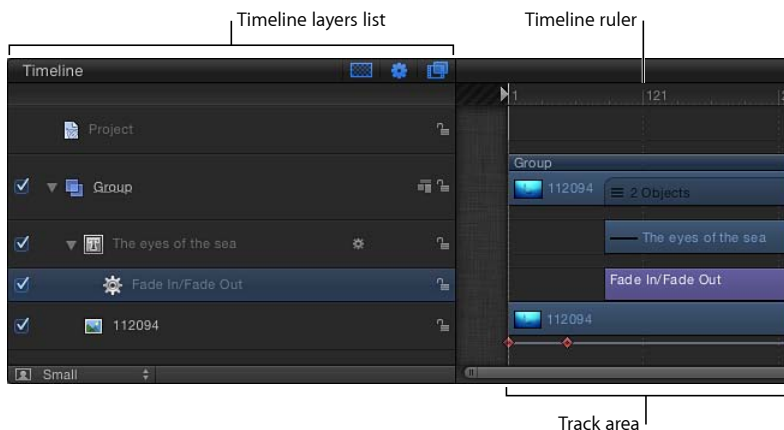 Timeline layers list
Timeline ruler
Timeline
1
121
Project
Group
Group
112094
2 Objects
The eyes of the sea
The eyes of the sea
Fade In/Fade Out
Fade In/Fade Out
112094
112094
Small
Track area